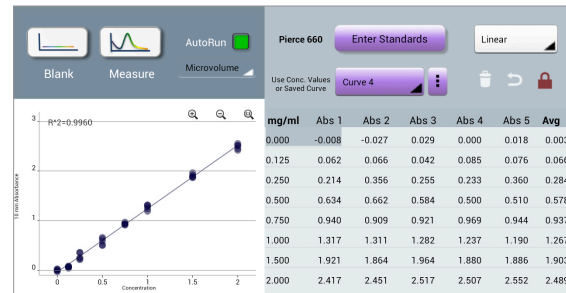 AutoRun
Blank
Measure
Microvolume
Pierce 660
Enter Standards
Linear
Use Conc. Values
or Saved Curve
Curve 4
R^2=0.9960
3
2
1
0
10 mm Absorbance
0 0.5 1 1.5 2
Concentration
mg/ml Abs 1 Abs 2 Abs 3 Abs 4 Abs 5 Avg
0.000 -0.008 -0.027 0.029 0.000 0.018 0.003
0.125 0.062 0.066 0.042 0.085 0.076 0.066
0.250 0.214 0.356 0.255 0.233 0.360 0.284
0.500 0.634 0.662 0.584 0.500 0.510 0.578
0.750 0.940 0.909 0.921 0.969 0.944 0.937
1.000 1.317 1.311 1.282 1.237 1.190 1.267
1.500 1.921 1.864 1.964 1.880 1.886 1.903
2.000 2.417 2.451 2.517 2.507 2.552 2.489